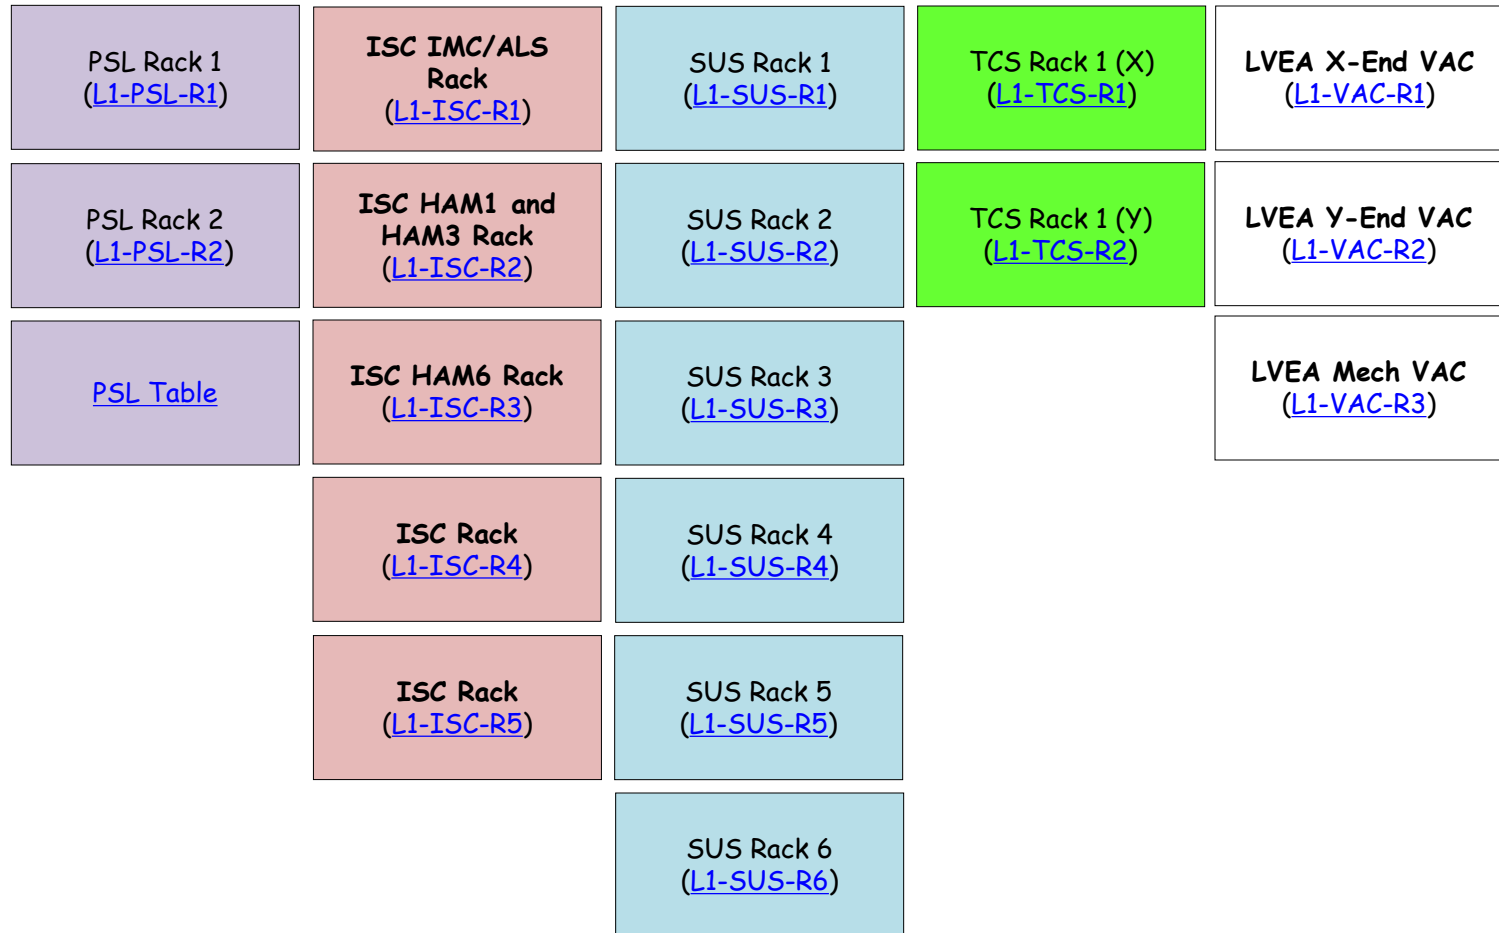 PSL Rack 1
(L1-PSL-R1)
ISC IMC/ALS
Rack
(L1-ISC-R1)
SUS Rack 1
(L1-SUS-R1)
TCS Rack 1 (X)
(L1-TCS-R1)
LVEA X-End VAC
(L1-VAC-R1)
PSL Rack 2
(L1-PSL-R2)
ISC HAM1 and
HAM3 Rack
(L1-ISC-R2)
SUS Rack 2
(L1-SUS-R2)
TCS Rack 1 (Y)
(L1-TCS-R2)
LVEA Y-End VAC
(L1-VAC-R2)
PSL Table
ISC HAM6 Rack
(L1-ISC-R3)
SUS Rack 3
(L1-SUS-R3)
LVEA Mech VAC
(L1-VAC-R3)
ISC Rack
(L1-ISC-R4)
SUS Rack 4
(L1-SUS-R4)
ISC Rack
(L1-ISC-R5)
SUS Rack 5
(L1-SUS-R5)
SUS Rack 6
(L1-SUS-R6)